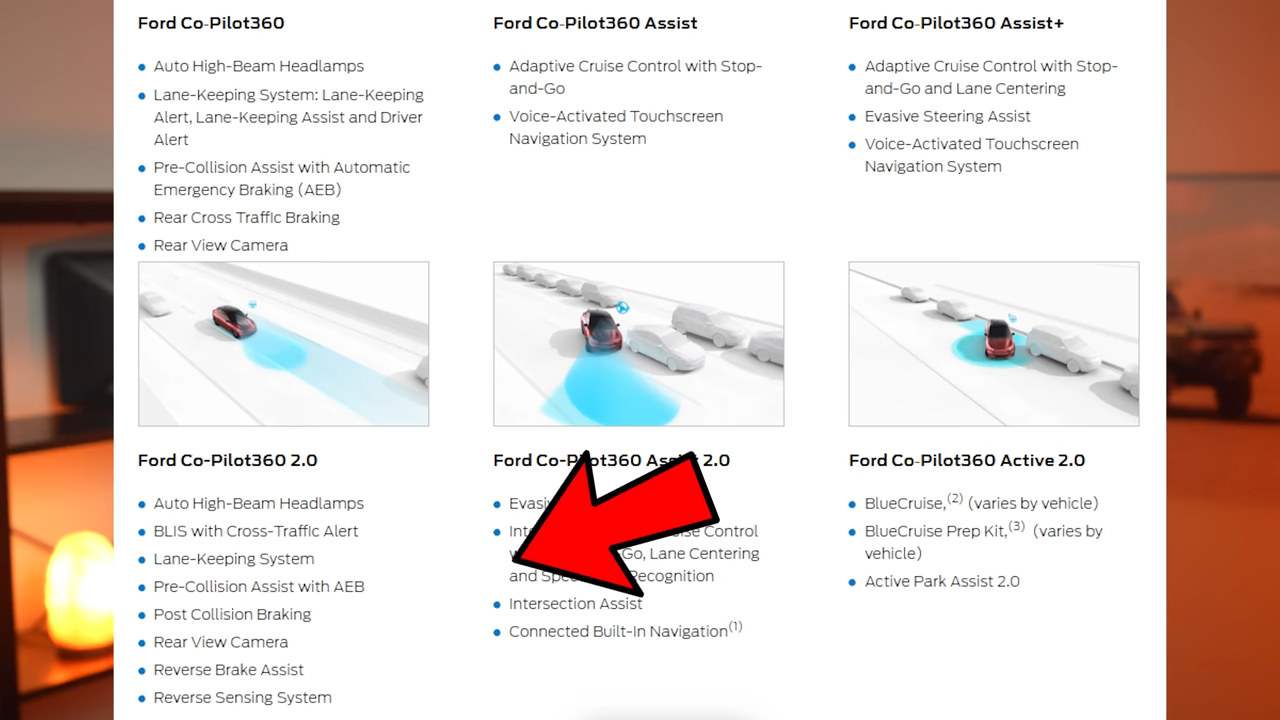 Ford Co-Pilot360
Auto High-Beam Headlamps
Lane-Keeping System: Lane-Keeping
Alert, Lane-Keeping Assist and Driver
Alert
Pre-Collision Assist with Automatic
Emergency Braking (AEB)
Rear Cross Traffic Braking
Rear View Camera
Ford Co-Pilot360 Assist
Adaptive Cruise Control with Stop-
and-Go
Voice-Activated Touchscreen
Navigation System
Ford Co-Pilot360 Assist+
Adaptive Cruise Control with Stop-
and-Go and Lane Centering
Evasive Steering Assist
Voice-Activated Touchscreen
Navigation System
Ford Co-Pilot360 2.0
Auto High-Beam Headlamps
BLIS with Cross-Traffic Alert
Lane-Keeping System
Pre-Collision Assist with AEB
Post Collision Braking
Rear View Camera
Reverse Brake Assist
Reverse Sensing System
Ford Co-Pilot360 2.0
Control
Go, Lane Centering
and Recognition
Intersection Assist
Connected Built-In Navigation(1)
Ford Co-Pilot360 Active 2.0
BlueCruise,(2) (varies by vehicle)
BlueCruise Prep Kit,(3) (varies by
vehicle)
Active Park Assist 2.0